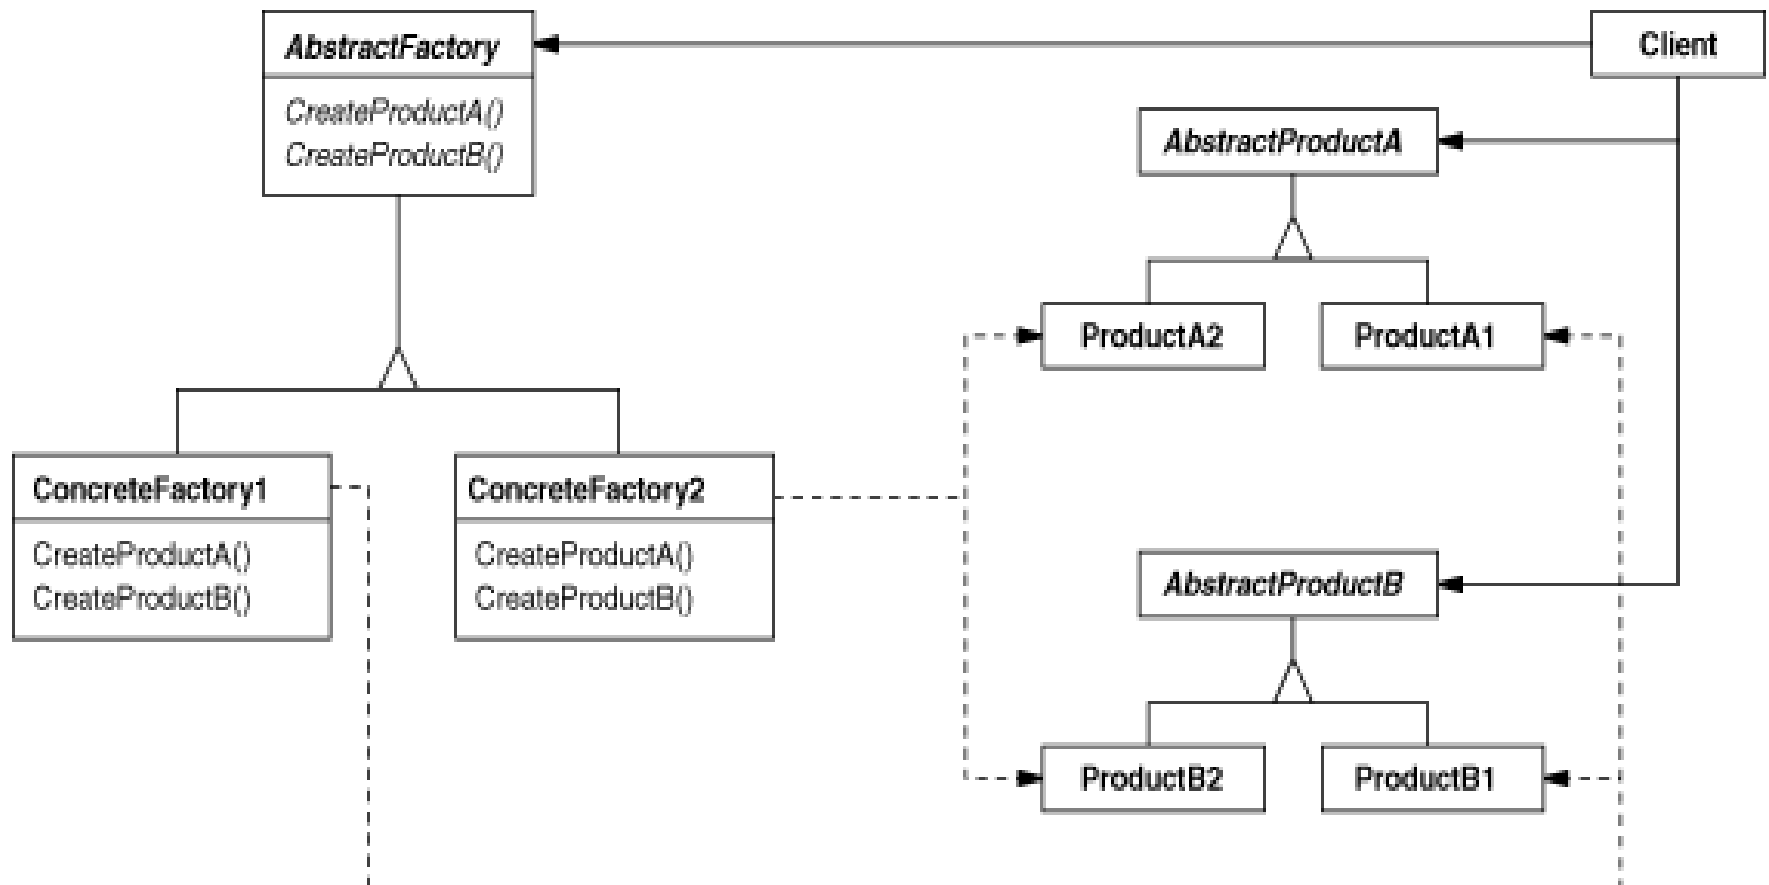 AbstractFactory
CreateProductA()
CreateProductB()
Client
AbstractProductA
ProductA2
ProductA1
ConcreteFactory1
CreateProductA()
CreateProductB()
ConcreteFactory2
CreateProductA()
CreateProductB()
AbstractProductB
ProductB2
ProductB1